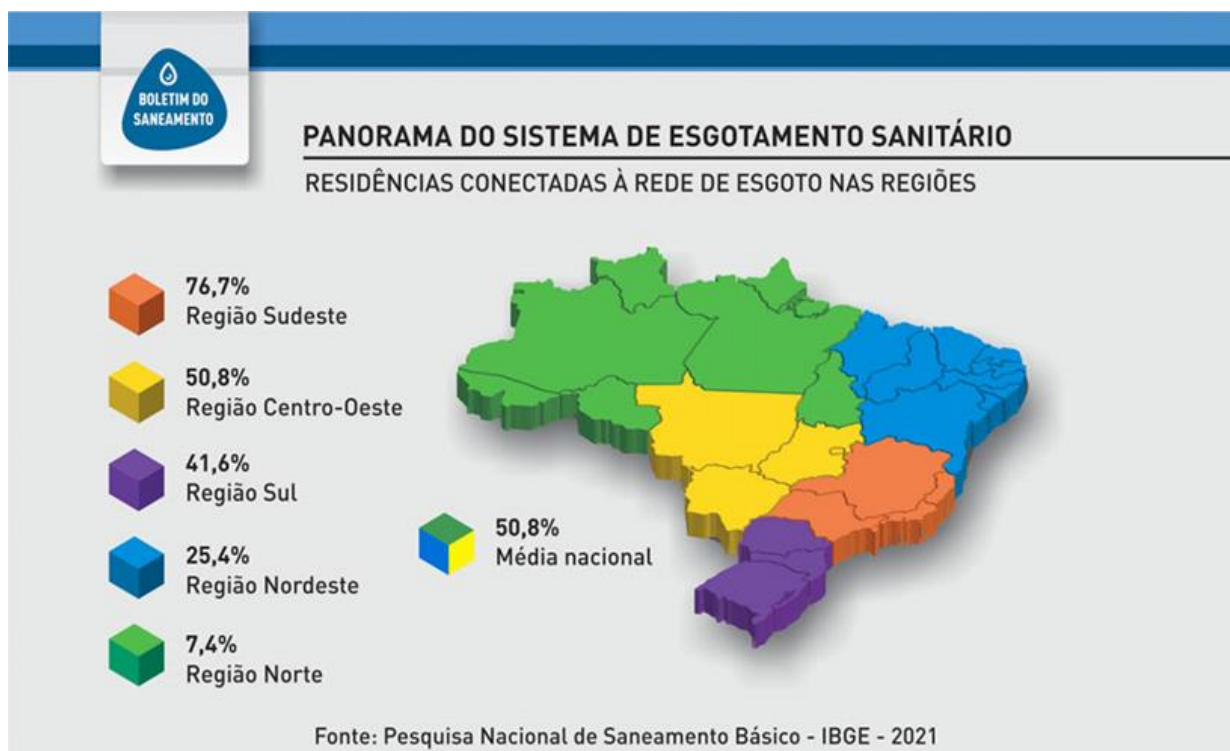 BOLETIM DO
SANEAMENTO
PANORAMA DO SISTEMA DE ESGOTAMENTO SANITÁRIO
RESIDÊNCIAS CONECTADAS À REDE DE ESGOTO NAS REGIÕES
76,7%
Região Sudeste
50,8%
Região Centro-Oeste
41,6%
Região Sul
25,4%
Região Nordeste
7,4%
Região Norte
50,8%
Média nacional
Fonte: Pesquisa Nacional de Saneamento Básico - IBGE - 2021